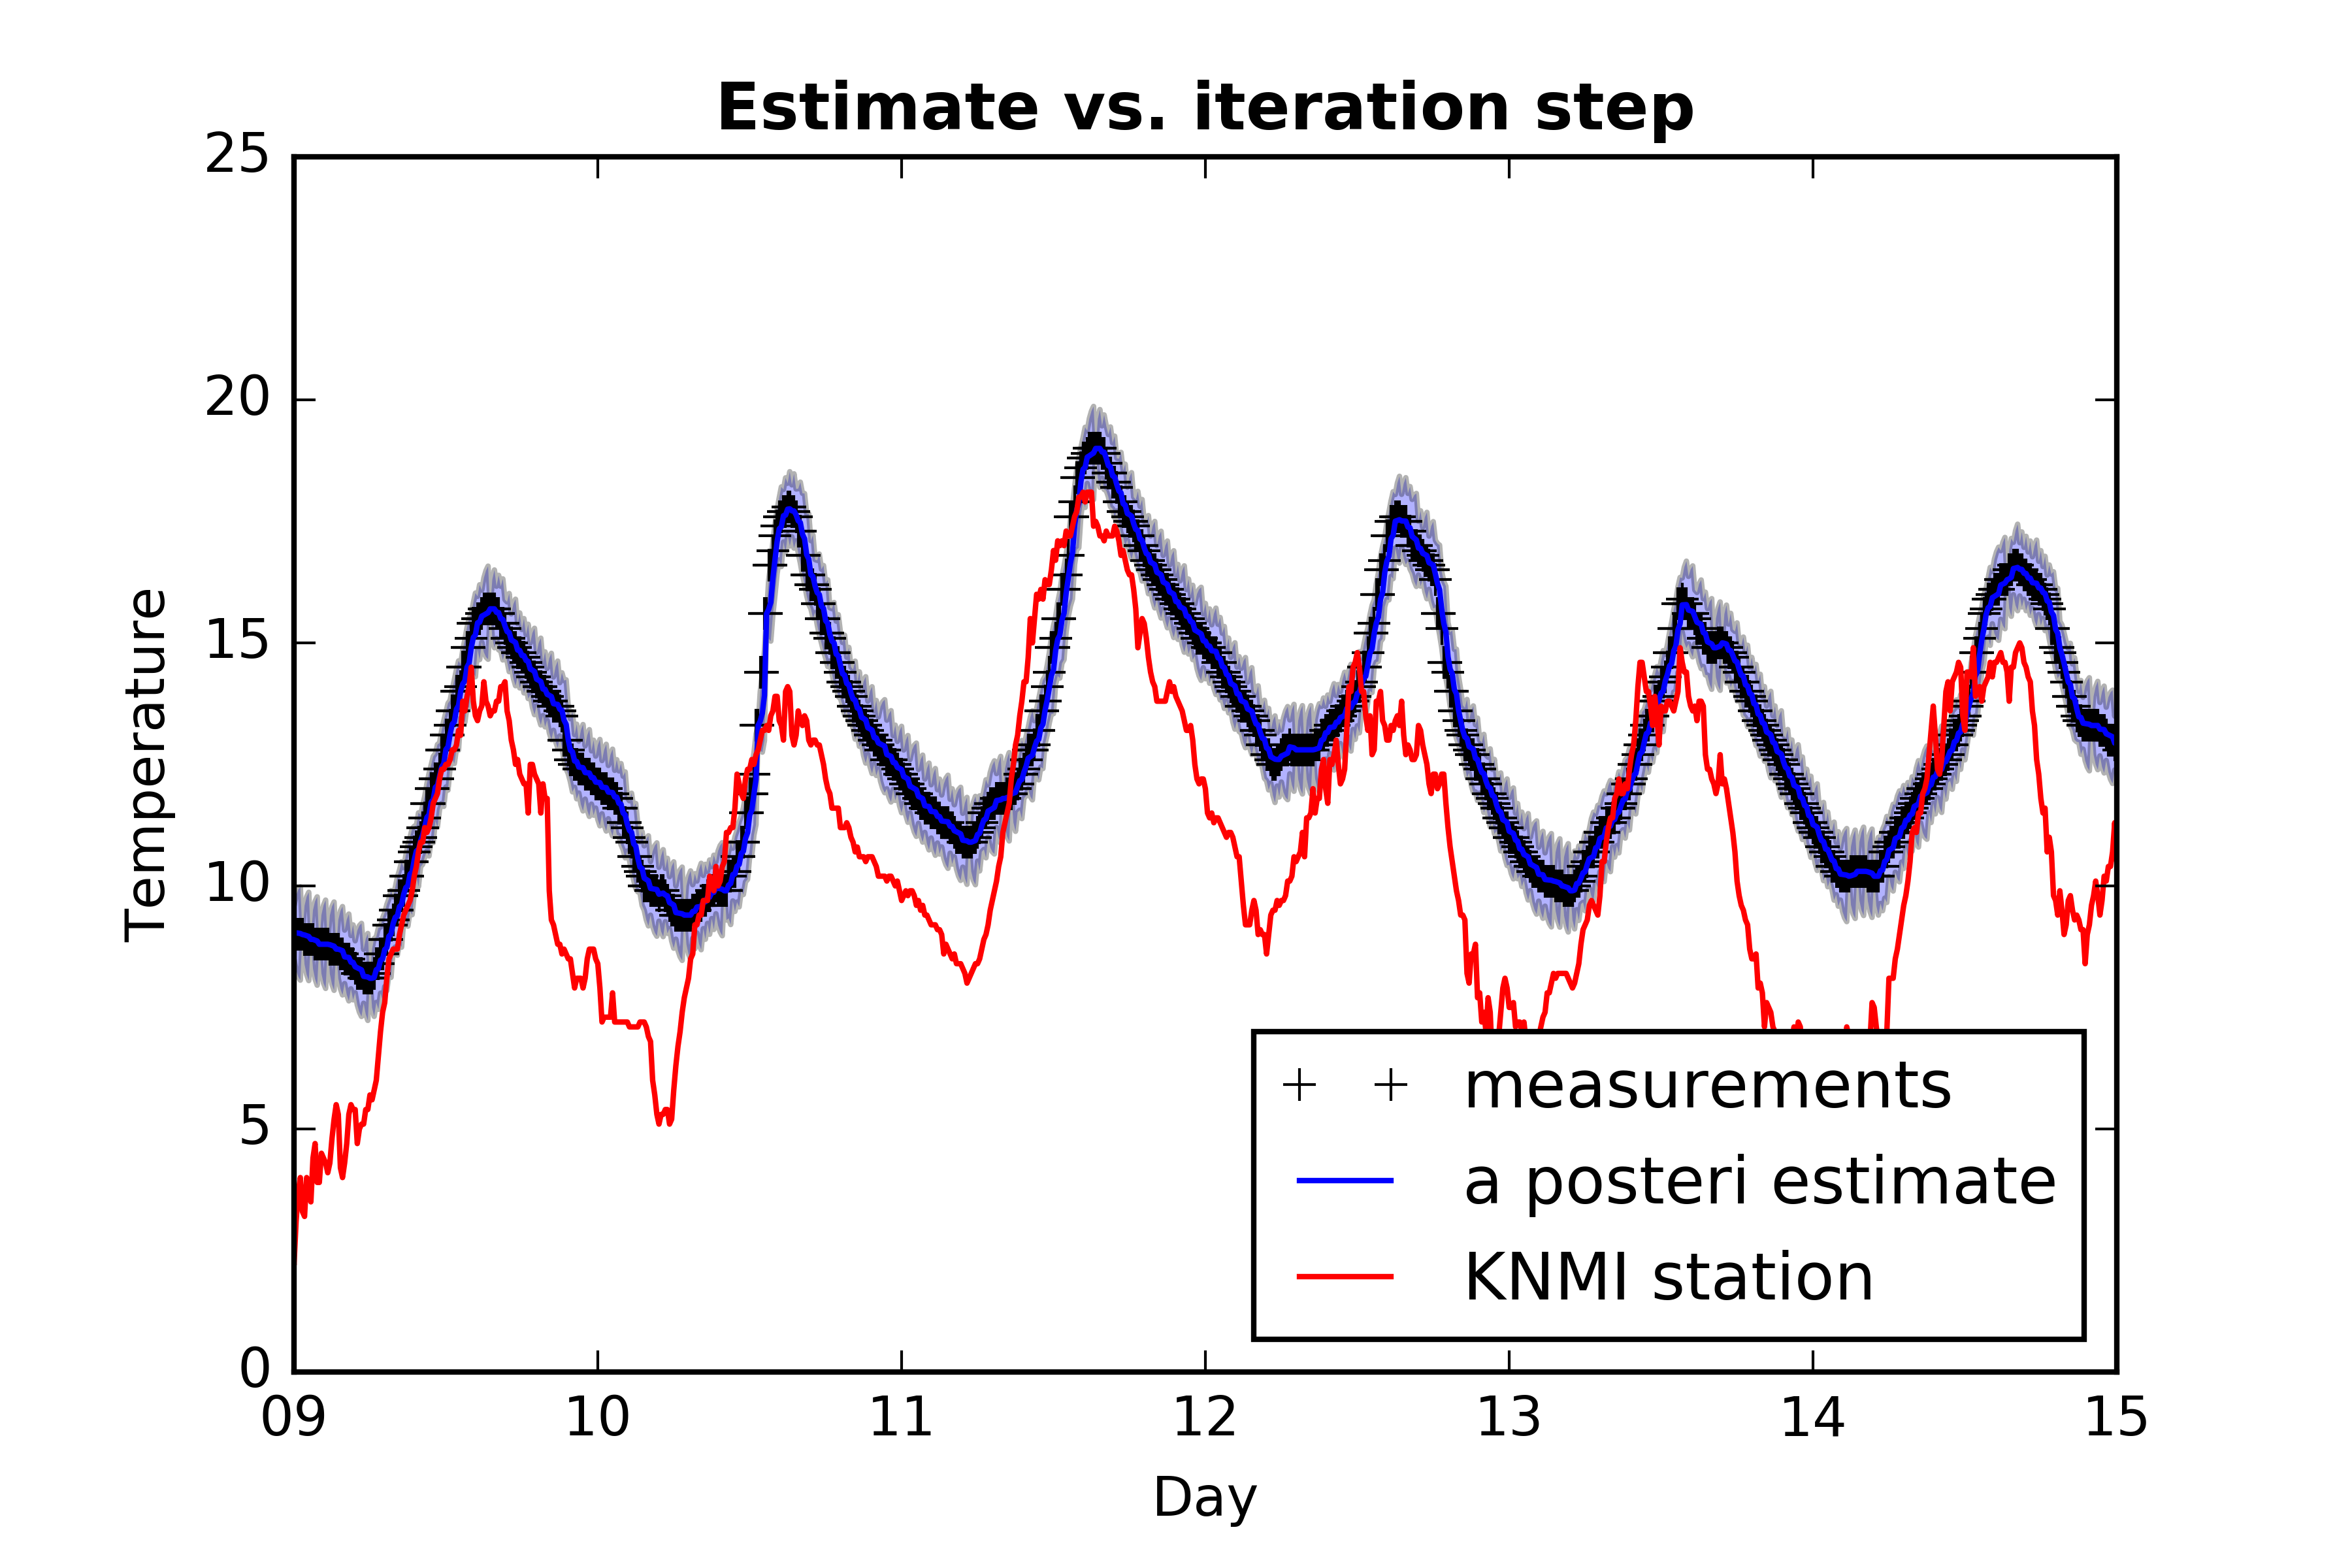 Estimate vs. iteration step
25
20
15
10
5
0
Temperature
09 10 11 12 13 14 15
Day
measurements
a posteri estimate
KNMI station